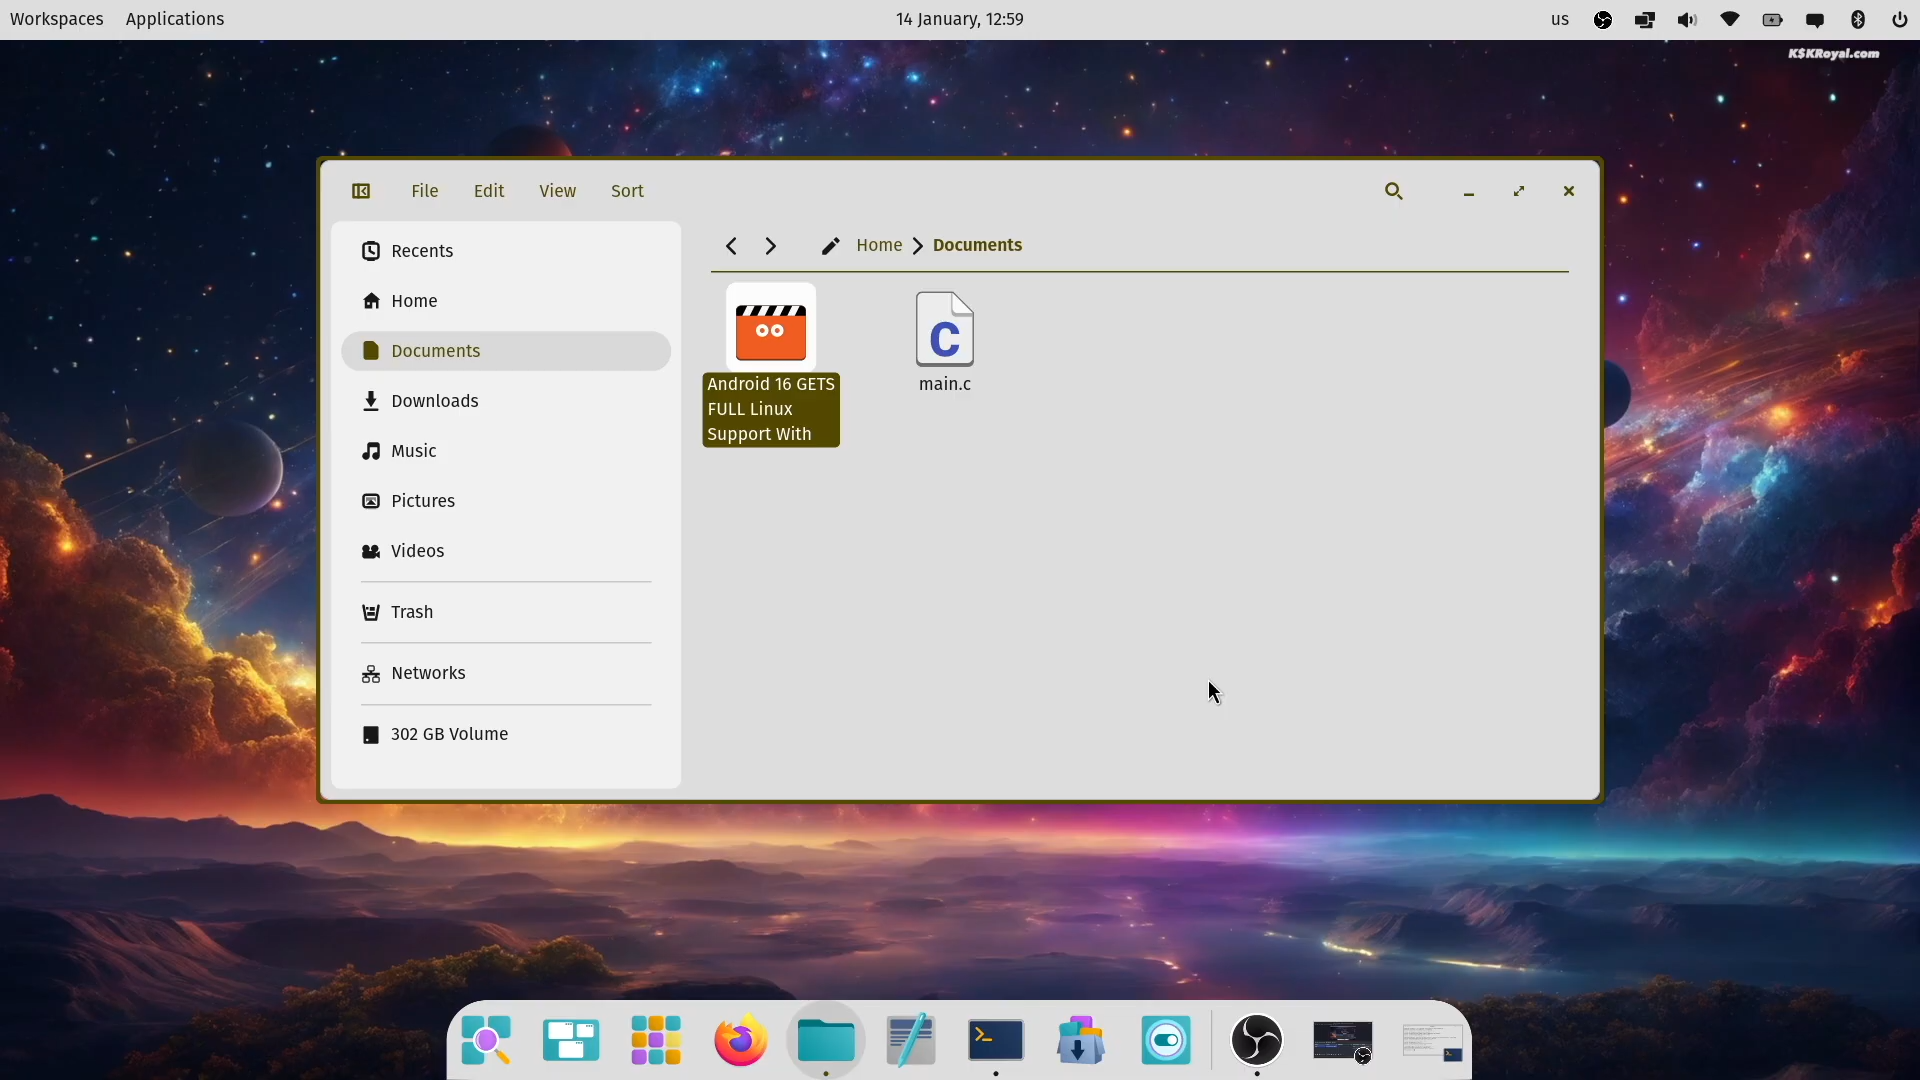 Workspaces Applications 14 January, 12:59 us
K$KRoyal.com
File Edit View Sort
Home Documents
Recents
Home
Documents
Downloads
Music
Pictures
Videos
Trash
Networks
302 GB Volume
Android 16 GETS
FULL Linux
Support With
main.c